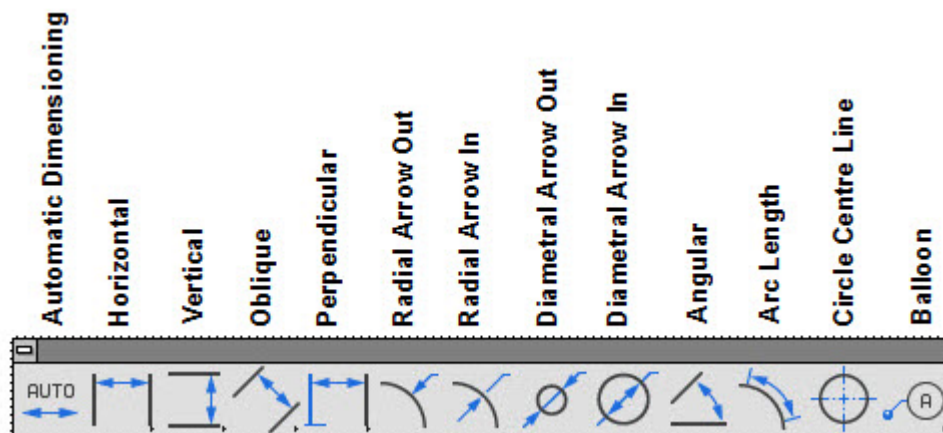 Automatic Dimensioning
Horizontal
Vertical
Oblique
Perpendicular
Radial Arrow Out
Radial Arrow In
Diametral Arrow Out
Diametral Arrow In
Angular
Arc Length
Circle Centre Line
Balloon
AUTO
A